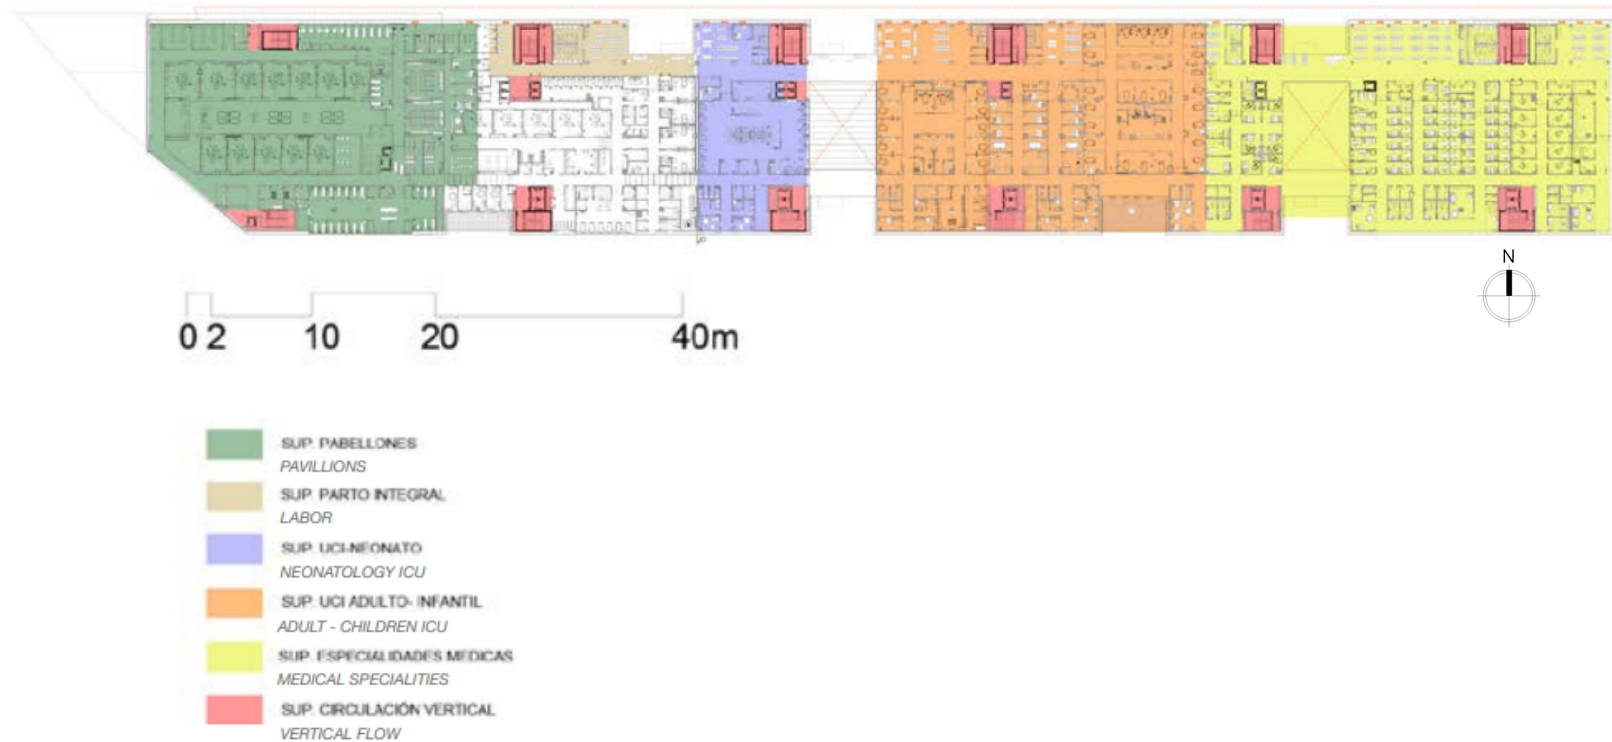 N
0 2 10 20 40m
SUP. PABELLONES
PAVILLIONS
SUP. PARTO INTEGRAL
LABOR
SUP. UCI-NEONATO
NEONATOLOGY ICU
SUP. UCI ADULTO- INFANTIL
ADULT - CHILDREN ICU
SUP. ESPECIALIDADES MEDICAS
MEDICAL SPECIALITIES
SUP. CIRCULACIÓN VERTICAL
VERTICAL FLOW